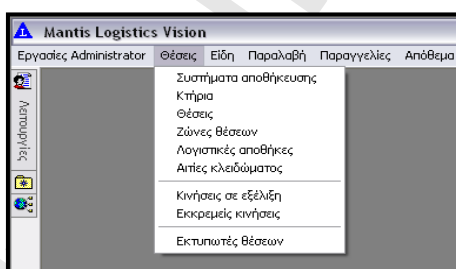 Mantis Logistics Vision
Εργασίες Administrator Θέσεις Είδη Παραλαβή Παραγγελίες Απόθεμα
Συστήματα αποθήκευσης
Κτήρια
Θέσεις
Ζώνες θέσεων
Λογιστικές αποθήκες
Αιτίες κλειδώματος
Κινήσεις σε εξέλιξη
Εκκρεμείς κινήσεις
Εκτυπωτές θέσεων
Λειτουργίες